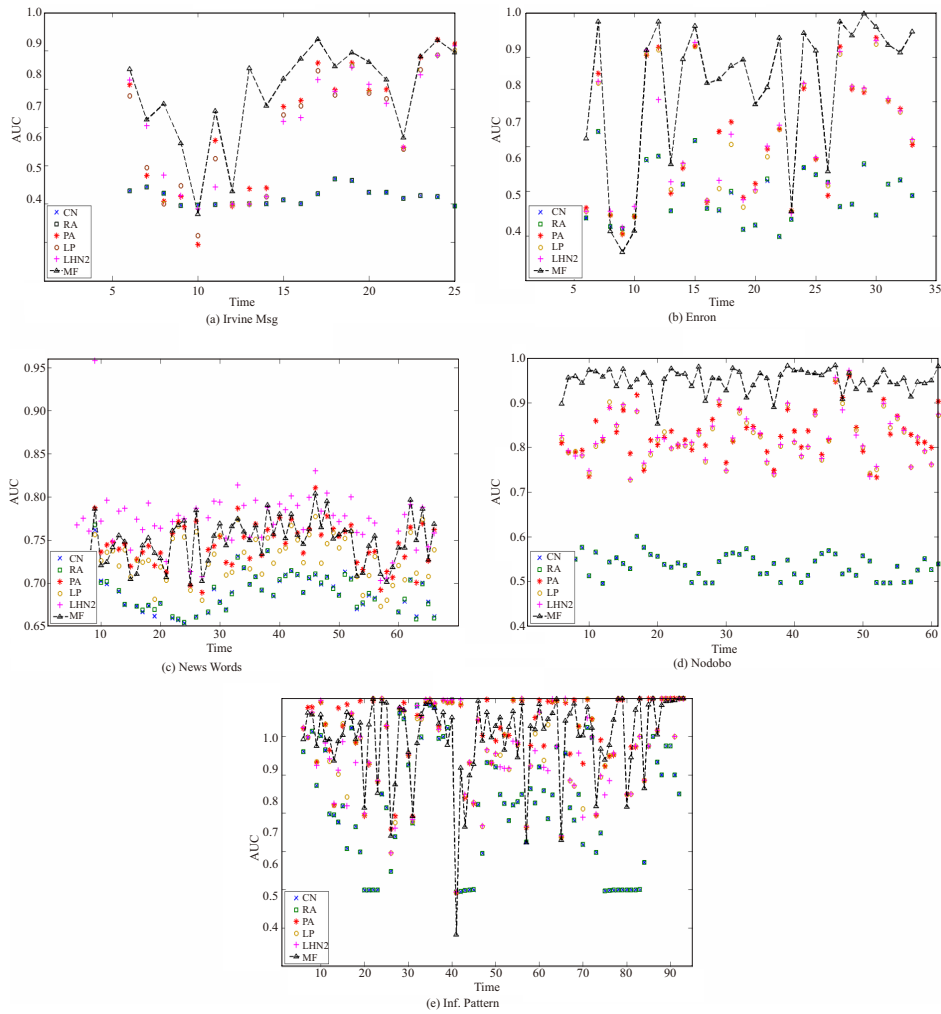 1.0
0.8
0.7
0.6
0.5
0.4
AUC
CN
RA
PA
LP
LHN2
MF
5 10 15 20 25
Time
(a) Irvine Msg
1.0
0.8
0.7
0.6
0.5
0.4
AUC
CN
RA
PA
LP
LHN2
MF
5 10 15 20 25 30 35
Time
(b) Enron
0.95
0.90
0.85
0.80
0.75
0.70
0.65
AUC
CN
RA
PA
LP
LHN2
MF
10 20 30 40 50 60
Time
(c) News Words
1.0
0.9
0.8
0.7
0.6
0.5
0.4
AUC
CN
RA
PA
LP
LHN2
MF
10 20 30 40 50 60
Time
(d) Nodobo
1.0
0.8
0.7
0.6
0.5
0.4
AUC
CN
RA
PA
LP
LHN2
MF
10 20 30 40 50 60 70 80 90
Time
(e) Inf. Pattern